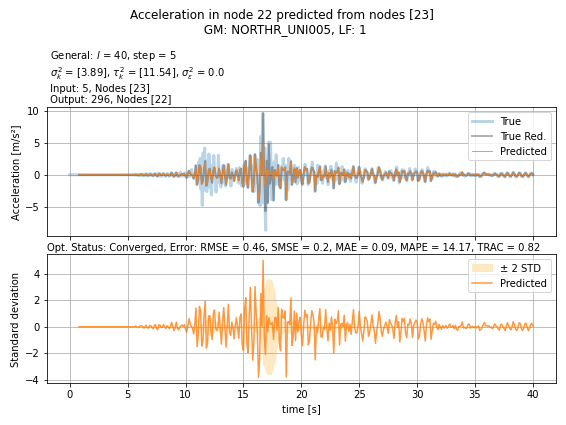 Acceleration in node 22 predicted from nodes [23]
GM: NORTHR_UNI005, LF: 1
General: l = 40, step = 5
σ²ₖ = [3.89], τ²ₖ = [11.54], σ²_ε = 0.0
Input: 5, Nodes [23]
Output: 296, Nodes [22]
10
5
0
−5
Acceleration [m/s²]
True
True Red.
Predicted
Opt. Status: Converged, Error: RMSE = 0.46, SMSE = 0.2, MAE = 0.09, MAPE = 14.17, TRAC = 0.82
4
2
0
−2
−4
Standard deviation
± 2 STD
Predicted
0 5 10 15 20 25 30 35 40
time [s]